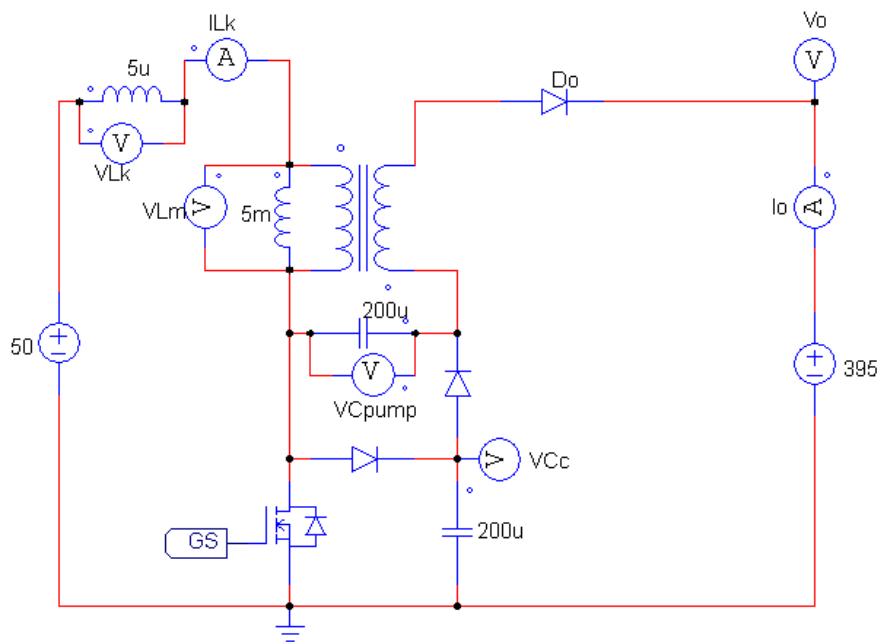 ILk
Vo
5u
A
V
Do
V
VLk
V
VLm
5m
Io
A
200u
50
V
395
VCpump
V
VCc
GS
200u